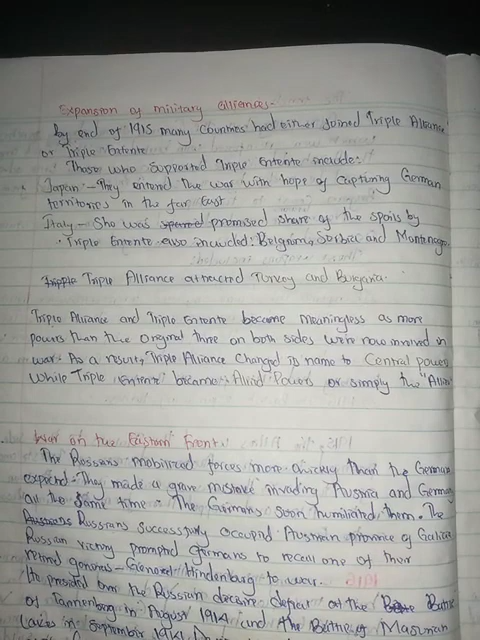 Expansion of military alliences.
By end of 1915 many countries had either joined Triple Alliance
or Triple Entente
Those who supported Triple Entente include:
Japan - They enterd the war with hope of capturing German
territories in the far East.
Italy - She was promised share of the spoils by
Triple Entente also included: Belgium, Serbia and Montenegro.
Tripple Triple Alliance attracted Turkey and Bulgaria.
Triple Alliance and Triple Entente became meaningless as more
powers than the original three on both sides were now involved in
war. As a result, Triple Alliance changed is name to Central powers
while Triple Entente became Allied Powers or simply the "Allies"
War on the Eastern Front
The Russians mobilized forces more quickly than the Germans
expected. They made a grave mistake invading Austria and Germany
at the same time. The Germans soon humiliated them. The
Russians successfully occupied Austrian province of Galicia
Russian victory prompted Germans to recall one of their
retired generals - General Hindenburg to war.
He presided over the Russian decisive defeat at the Battle
of Tannenburg in August 1914 and the Battle of Masurian
Lakes in September 1914.